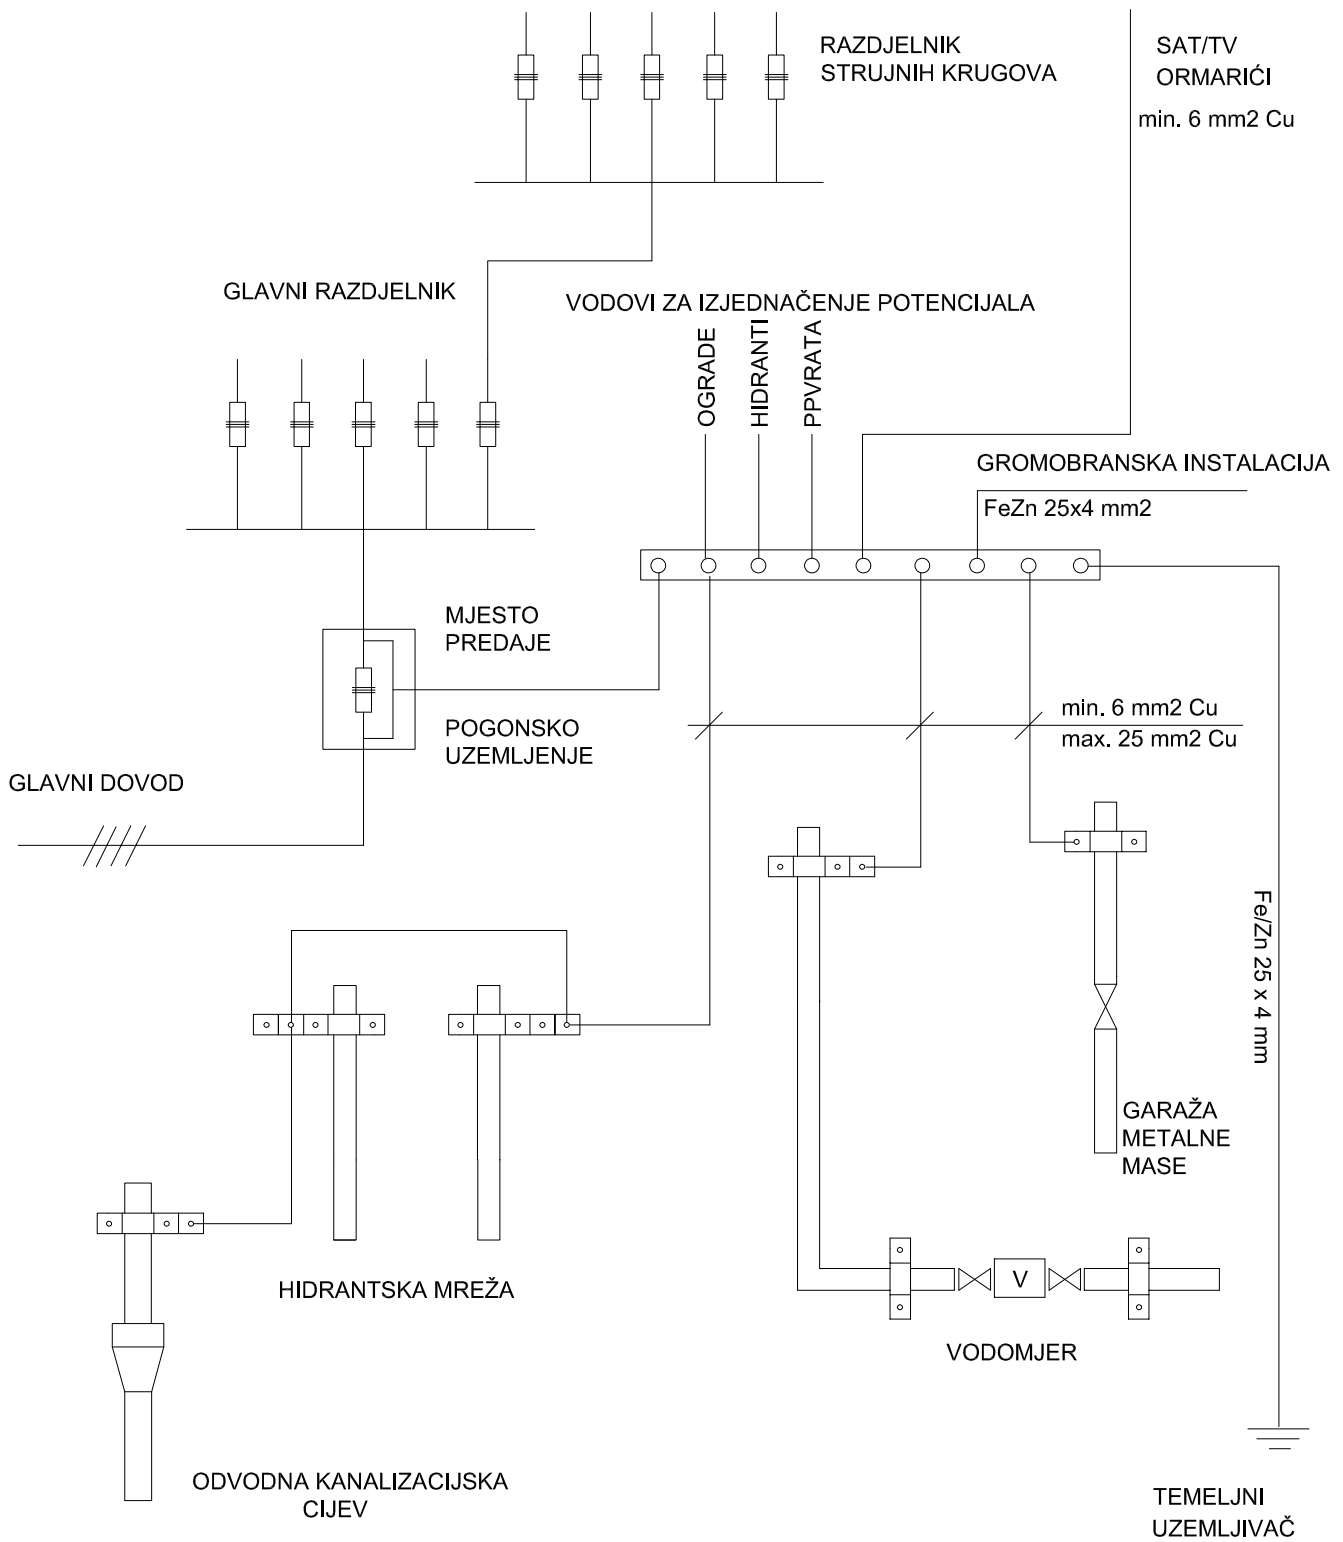 RAZDJELNIK
STRUJNIH KRUGOVA
SAT/TV
ORMARIĆI
min. 6 mm2 Cu
GLAVNI RAZDJELNIK
VODOVI ZA IZJEDNAČENJE POTENCIJALA
OGRADE
HIDRANTI
PPVRATA
GROMOBRANSKA INSTALACIJA
FeZn 25x4 mm2
MJESTO
PREDAJE
POGONSKO
UZEMLJENJE
min. 6 mm2 Cu
max. 25 mm2 Cu
GLAVNI DOVOD
Fe/Zn 25 x 4 mm
GARAŽA
METALNE
MASE
HIDRANTSKA MREŽA
V
VODOMJER
ODVODNA KANALIZACIJSKA
CIJEV
TEMELJNI
UZEMLJIVAČ